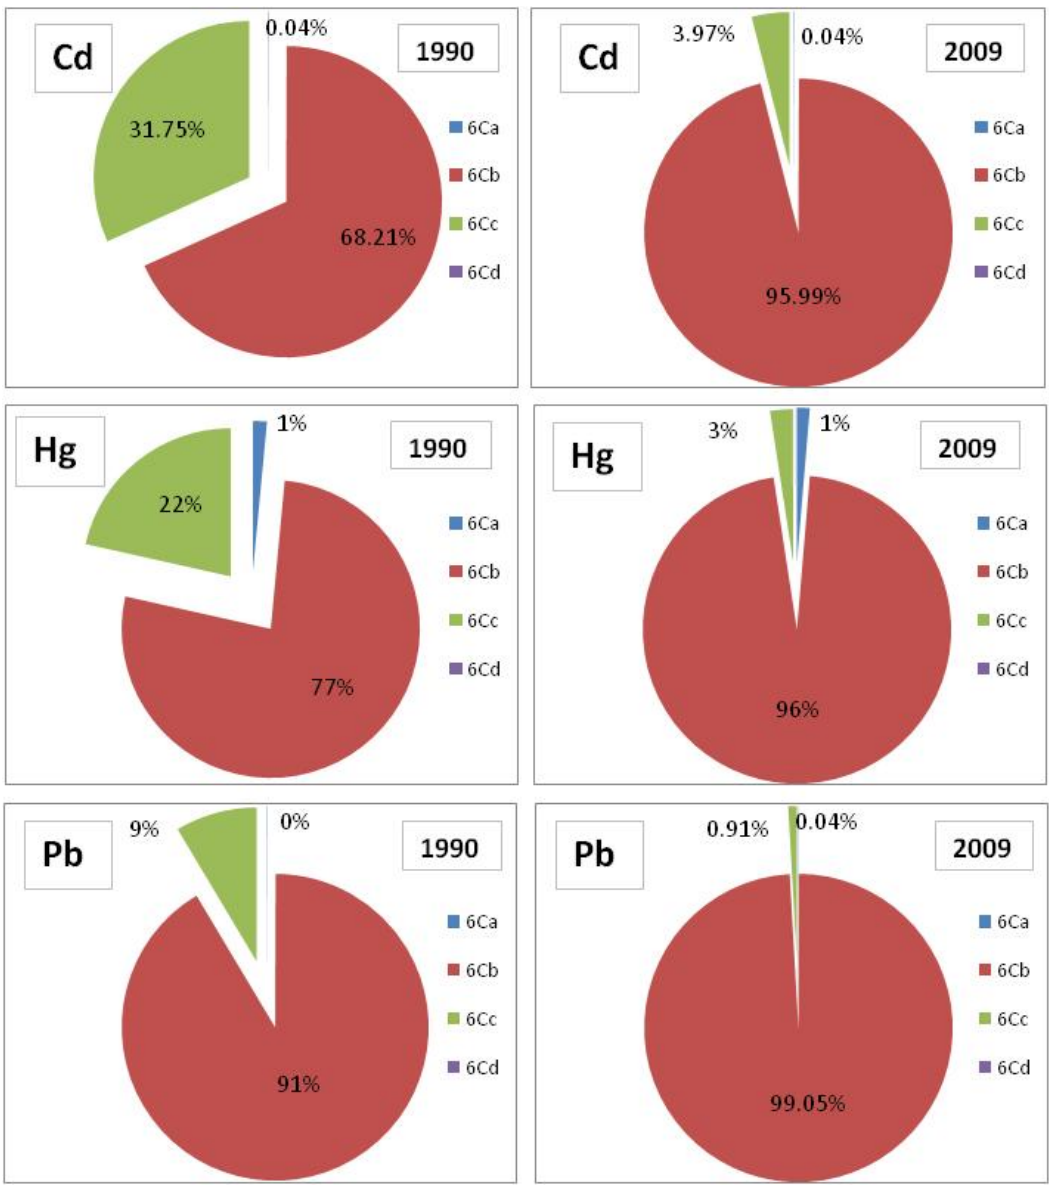 Cd
0.04%
1990
31.75%
68.21%
6Ca
6Cb
6Cc
6Cd
Cd
3.97%
0.04%
2009
95.99%
6Ca
6Cb
6Cc
6Cd
Hg
1%
1990
22%
77%
6Ca
6Cb
6Cc
6Cd
Hg
3%
1%
2009
96%
6Ca
6Cb
6Cc
6Cd
Pb
9%
0%
1990
91%
6Ca
6Cb
6Cc
6Cd
Pb
0.91%
0.04%
2009
99.05%
6Ca
6Cb
6Cc
6Cd